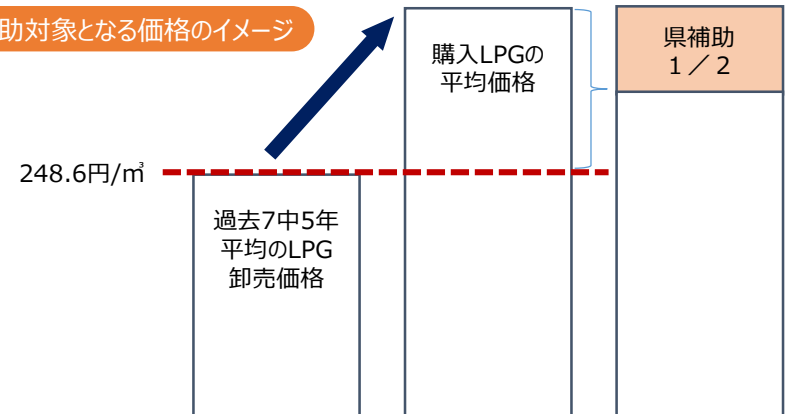 助対象となる価格のイメージ
購入LPGの
平均価格
県補助
1／2
248.6円/㎥
過去7中5年
平均のLPG
卸売価格